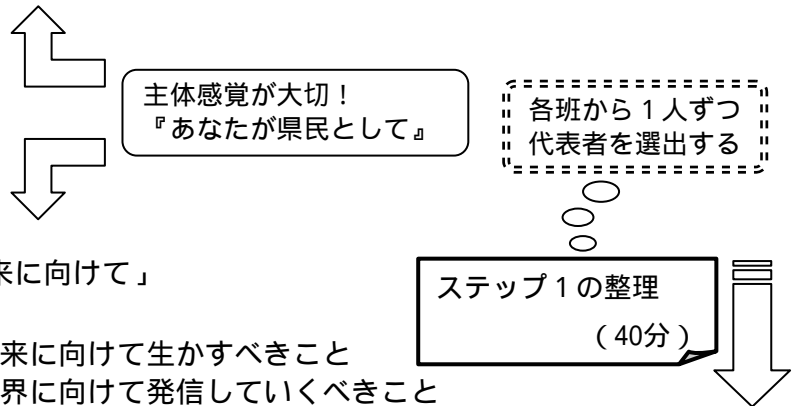 主体感覚が大切！
『あなたが県民として』
各班から１人ずつ
代表者を選出する
来に向けて」
ステップ１の整理
（40分）
来に向けて生かすべきこと
界に向けて発信していくべきこと